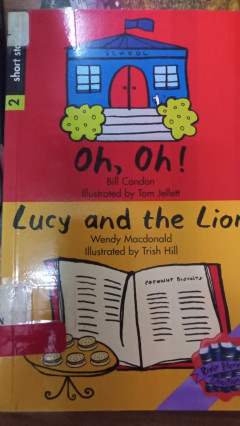 2
short sto
SCHOOL
Oh, Oh!
Bill Condon
Illustrated by Tom Jellett
Lucy and the Lion
Wendy Macdonald
Illustrated by Trish Hill
COCONUT BISCUITS